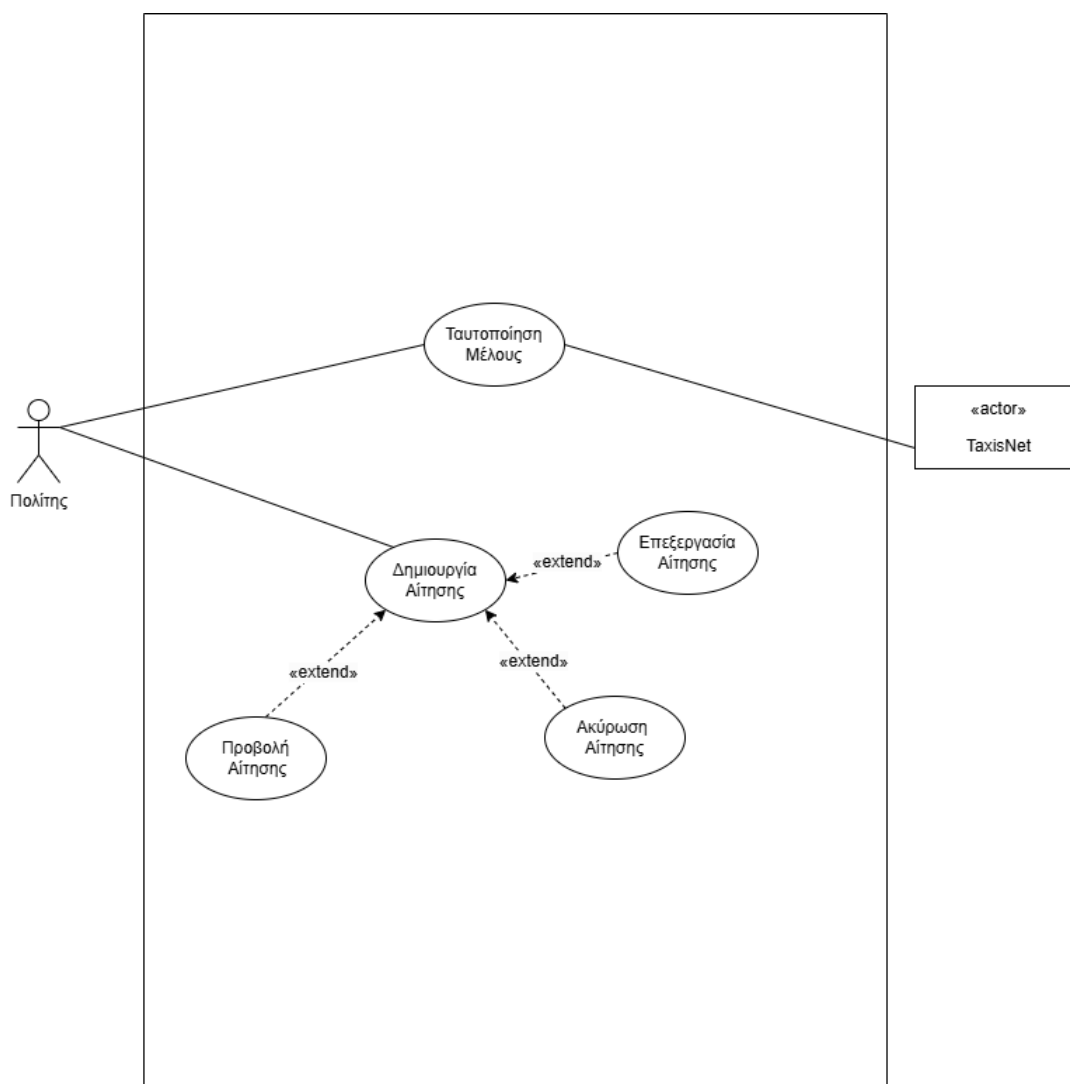 Ταυτοποίηση
Μέλους
«actor»
TaxisNet
Πολίτης
Επεξεργασία
Αίτησης
«extend»
Δημιουργία
Αίτησης
«extend»
«extend»
Προβολή
Αίτησης
Ακύρωση
Αίτησης